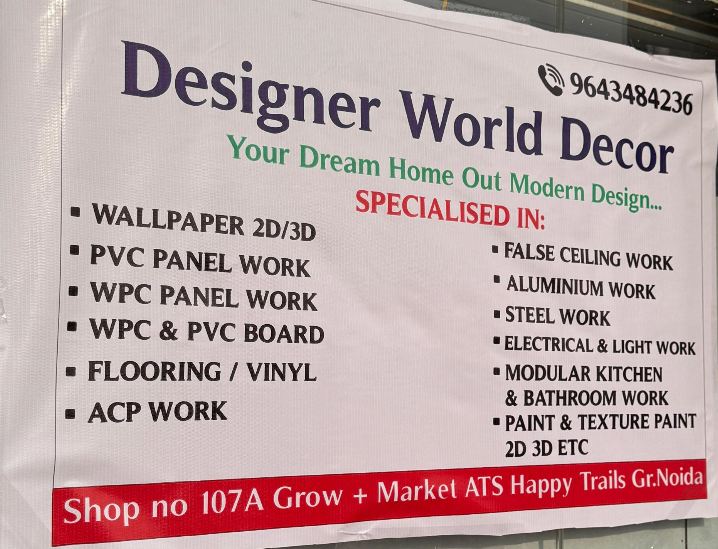 9643484236
Designer World Decor
Your Dream Home Out Modern Design...
SPECIALISED IN:
▪ WALLPAPER 2D/3D
▪ PVC PANEL WORK
▪ WPC PANEL WORK
▪ WPC & PVC BOARD
▪ FLOORING / VINYL
▪ ACP WORK
▪ FALSE CEILING WORK
▪ ALUMINIUM WORK
▪ STEEL WORK
▪ ELECTRICAL & LIGHT WORK
▪ MODULAR KITCHEN
& BATHROOM WORK
▪ PAINT & TEXTURE PAINT
2D 3D ETC
Shop no 107A Grow + Market ATS Happy Trails Gr.Noida